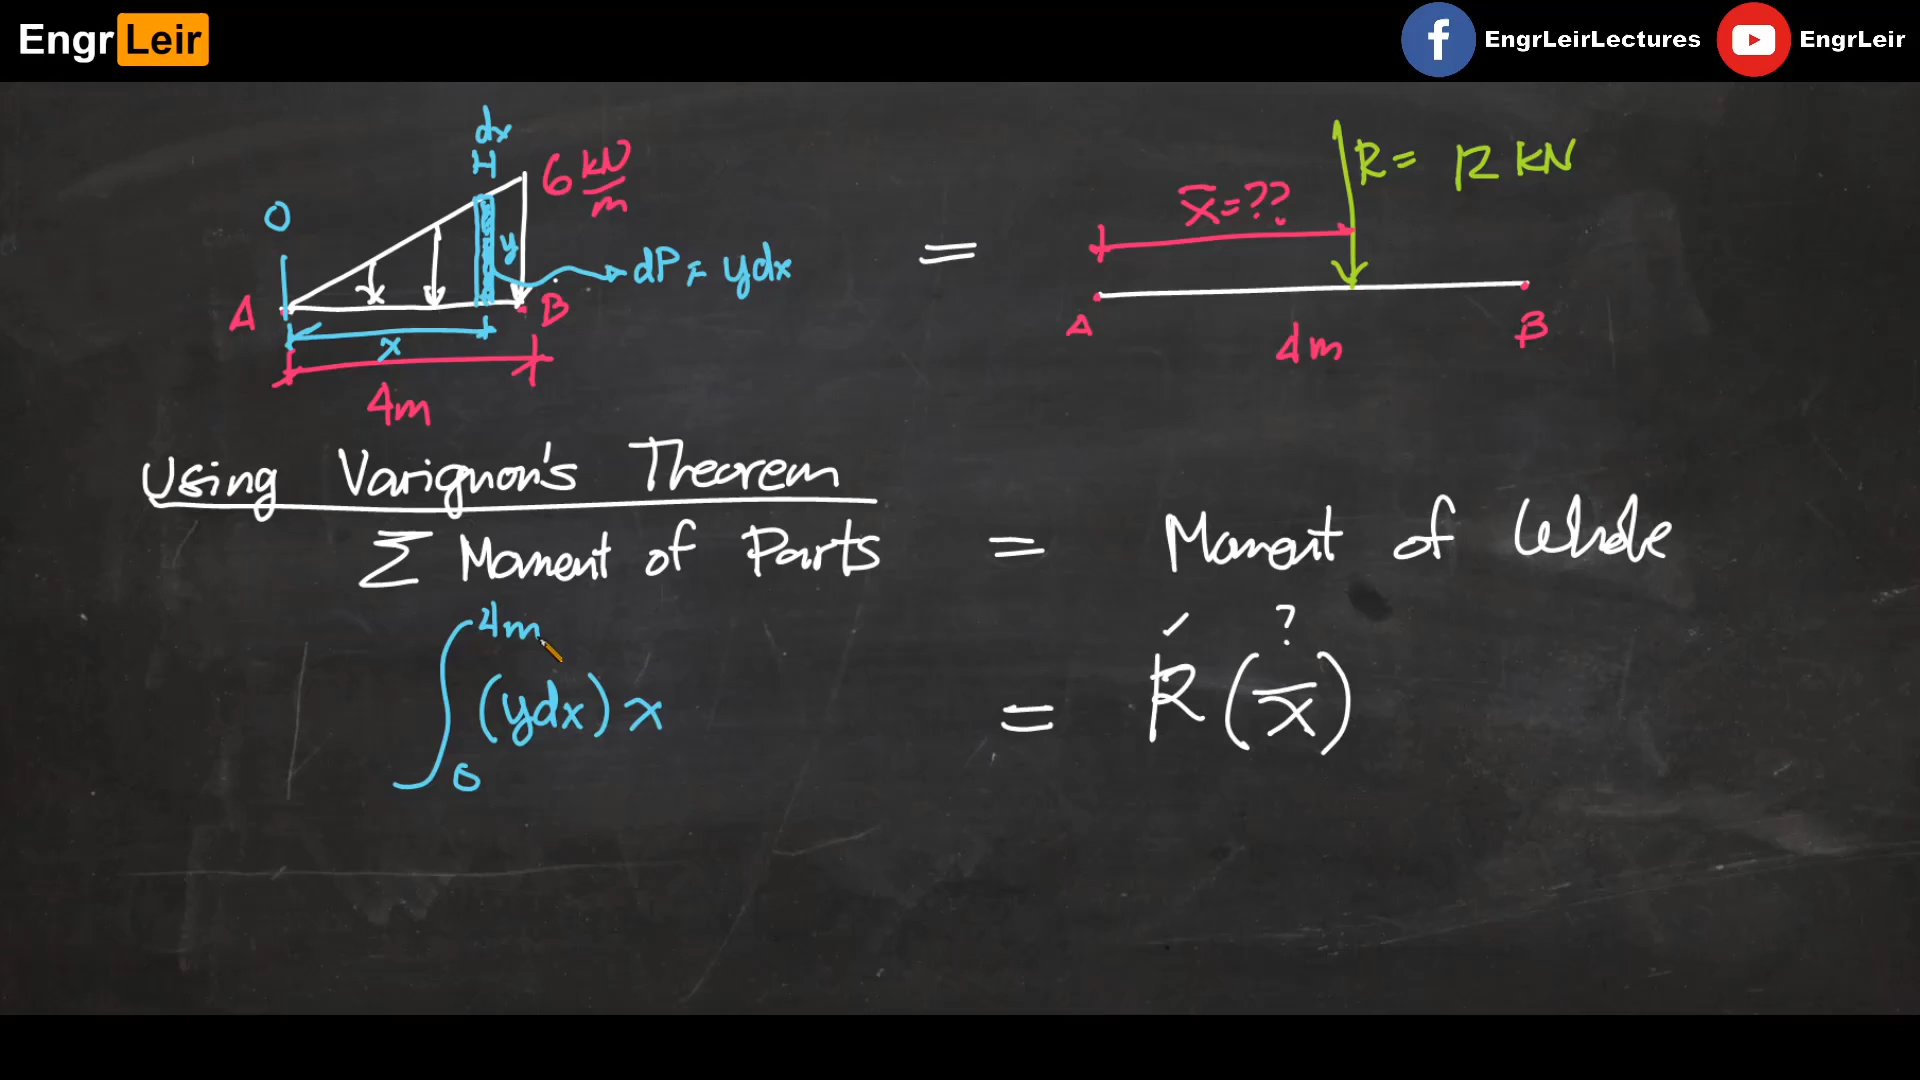 EngrLeir
EngrLeirLectures
EngrLeir
dx
6 kN/m
0
y
dP = ydx
A
B
x
4m
=
R = 12 kN
x̄ = ??
A
B
4m
Using Varignon's Theorem
Σ Moment of Parts = Moment of Whole
∫₀^4m (ydx) x = R (x̄)
✓ ?